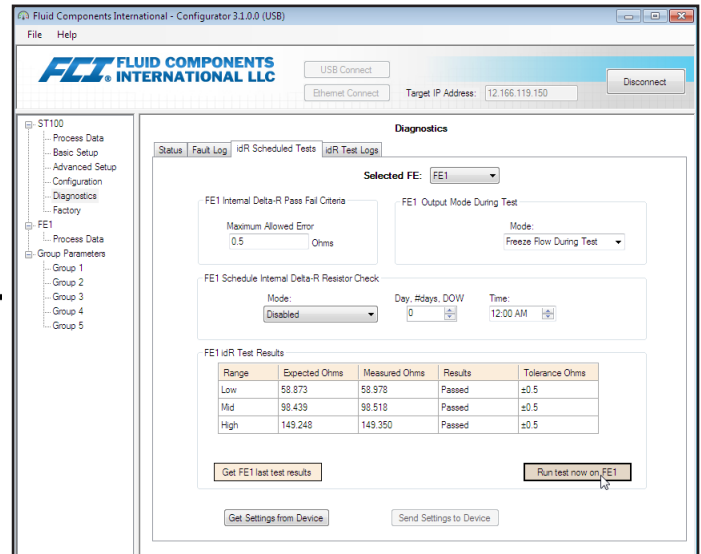 Fluid Components International - Configurator 3.1.0.0 (USB)
File Help
FCI FLUID COMPONENTS
INTERNATIONAL LLC
USB Connect
Ethernet Connect Target IP Address: 12.166.119.150
Disconnect
ST100
Process Data
Basic Setup
Advanced Setup
Configuration
Diagnostics
Factory
FE1
Process Data
Group Parameters
Group 1
Group 2
Group 3
Group 4
Group 5
Diagnostics
Status Fault Log idR Scheduled Tests idR Test Logs
Selected FE: FE1
FE1 Internal Delta-R Pass Fail Criteria
Maximum Allowed Error
0.5 Ohms
FE1 Output Mode During Test
Mode:
Freeze Flow During Test
FE1 Schedule Internal Delta-R Resistor Check
Mode: Day, #days, DOW Time:
Disabled 0 12:00 AM
FE1 idR Test Results
Range Expected Ohms Measured Ohms Results Tolerance Ohms
Low 58.873 58.978 Passed ±0.5
Mid 98.439 98.518 Passed ±0.5
High 149.248 149.350 Passed ±0.5
Get FE1 last test results Run test now on FE1
Get Settings from Device Send Settings to Device